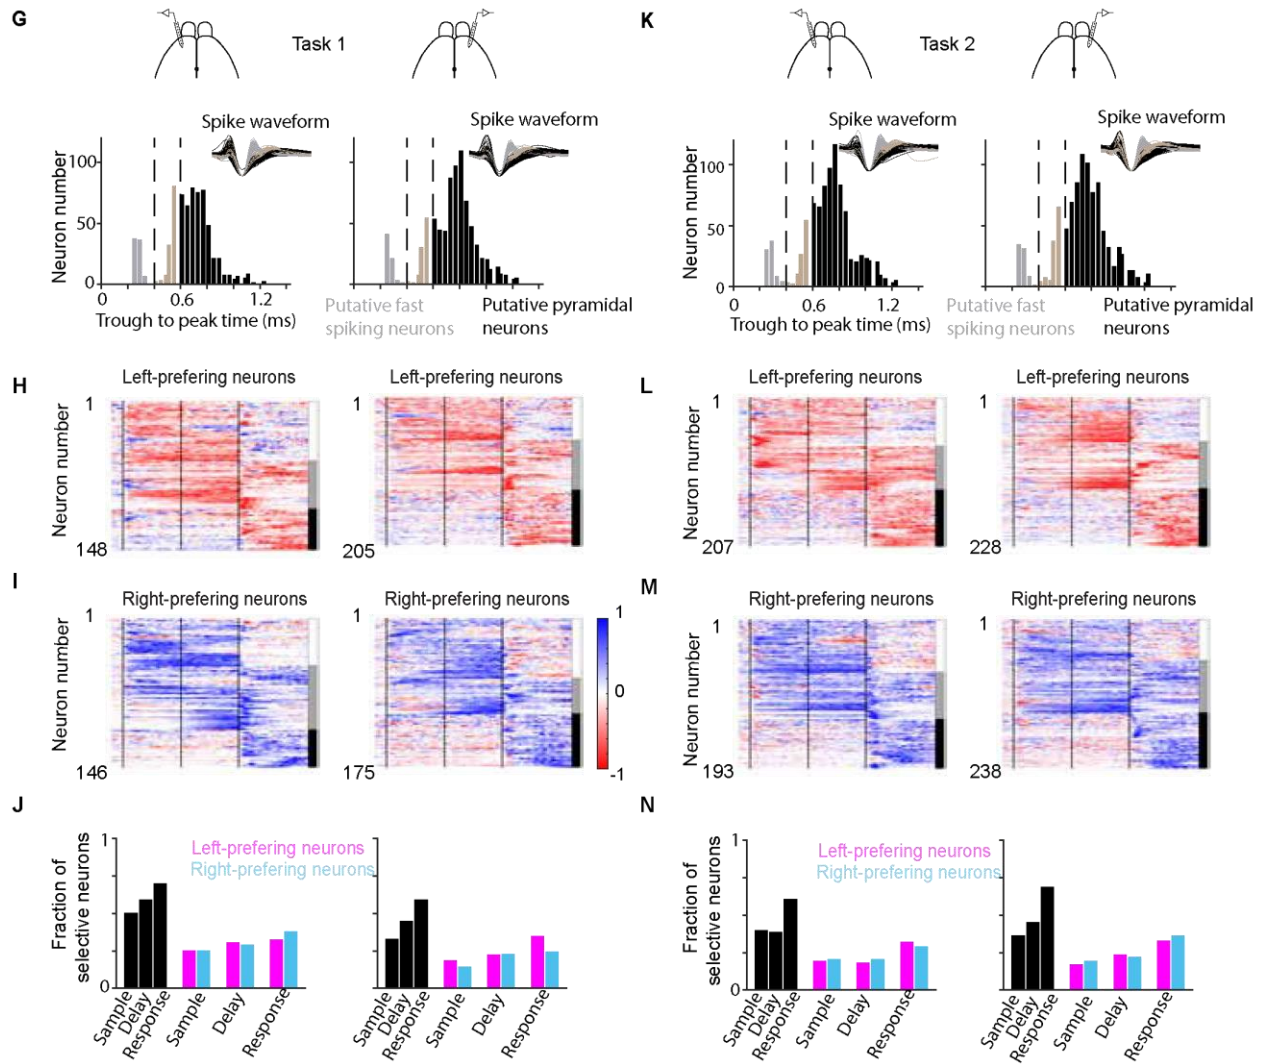 G
Task 1
K
Task 2
Spike waveform
Spike waveform
Spike waveform
Spike waveform
Neuron number
100
50
0
0
0.6
1.2
Trough to peak time (ms)
Putative fast
spiking neurons
Putative pyramidal
neurons
Neuron number
100
50
0
0
0.6
1.2
Trough to peak time (ms)
Putative fast
spiking neurons
Putative pyramidal
neurons
H
Left-prefering neurons
Left-prefering neurons
Neuron number
1
148
1
205
L
Left-prefering neurons
Left-prefering neurons
Neuron number
1
207
1
228
I
Right-prefering neurons
Right-prefering neurons
Neuron number
1
146
1
175
1
0
-1
M
Right-prefering neurons
Right-prefering neurons
Neuron number
1
193
1
238
J
Fraction of
selective neurons
1
0
Left-prefering neurons
Right-prefering neurons
Sample
Delay
Response
Sample
Delay
Response
Sample
Delay
Response
Sample
Delay
Response
N
Fraction of
selective neurons
1
0
Left-prefering neurons
Right-prefering neurons
Sample
Delay
Response
Sample
Delay
Response
Sample
Delay
Response
Sample
Delay
Response